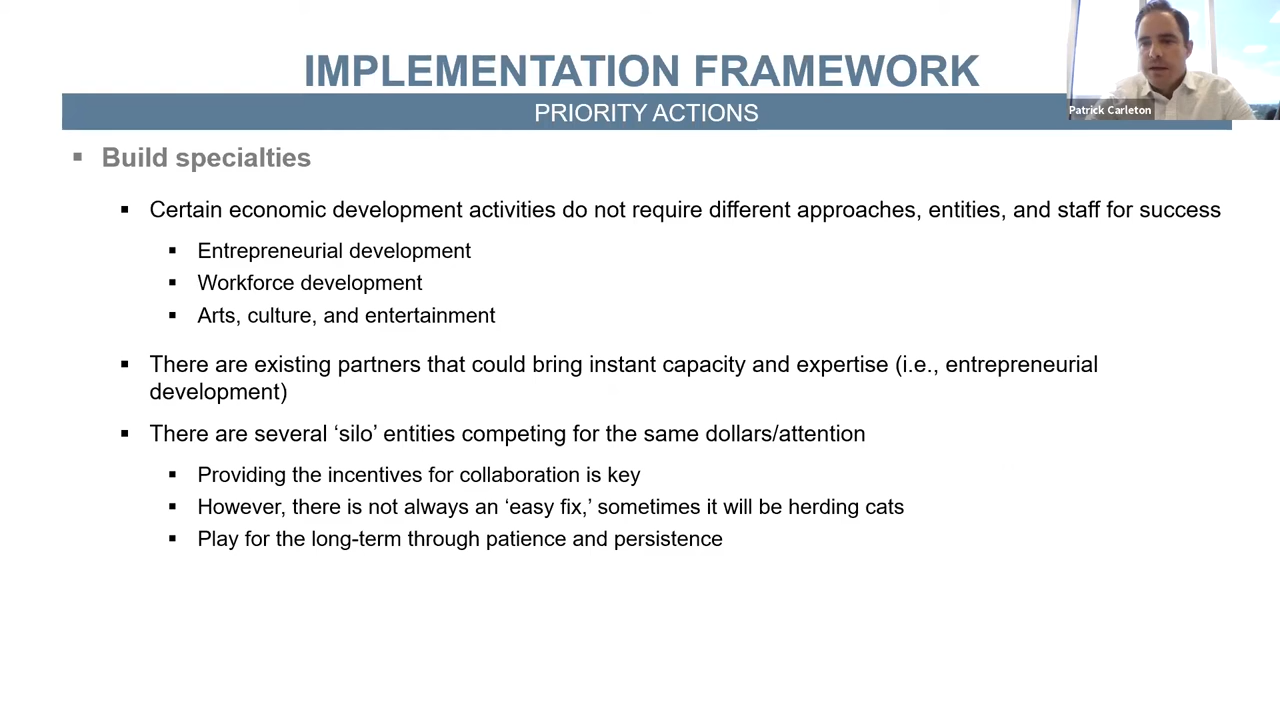 IMPLEMENTATION FRAMEWORK
PRIORITY ACTIONS
Patrick Carleton
▪ Build specialties
▪ Certain economic development activities do not require different approaches, entities, and staff for success
▪ Entrepreneurial development
▪ Workforce development
▪ Arts, culture, and entertainment
▪ There are existing partners that could bring instant capacity and expertise (i.e., entrepreneurial
development)
▪ There are several ‘silo’ entities competing for the same dollars/attention
▪ Providing the incentives for collaboration is key
▪ However, there is not always an ‘easy fix,’ sometimes it will be herding cats
▪ Play for the long-term through patience and persistence